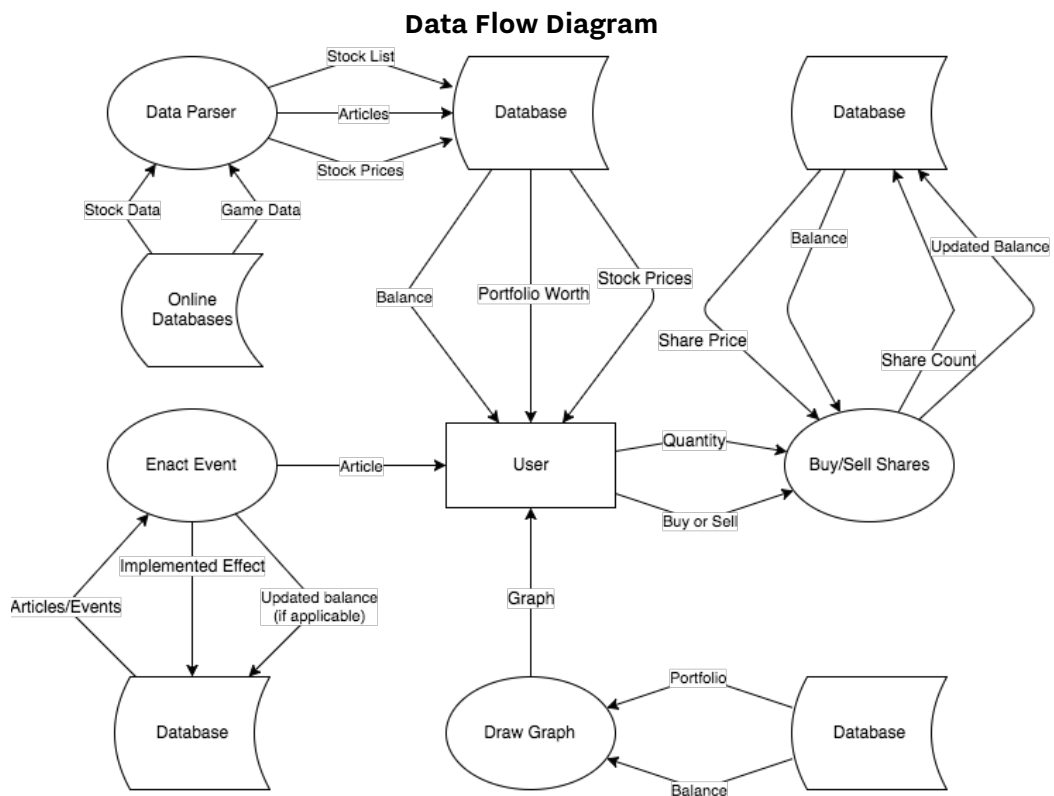 Data Flow Diagram
Stock List
Data Parser
Articles
Database
Database
Stock Prices
Stock Data
Game Data
Balance
Updated Balance
Online
Databases
Balance
Portfolio Worth
Stock Prices
Share Price
Share Count
Enact Event
Article
User
Quantity
Buy/Sell Shares
Buy or Sell
Implemented Effect
Articles/Events
Updated balance
(if applicable)
Graph
Portfolio
Database
Draw Graph
Database
Balance